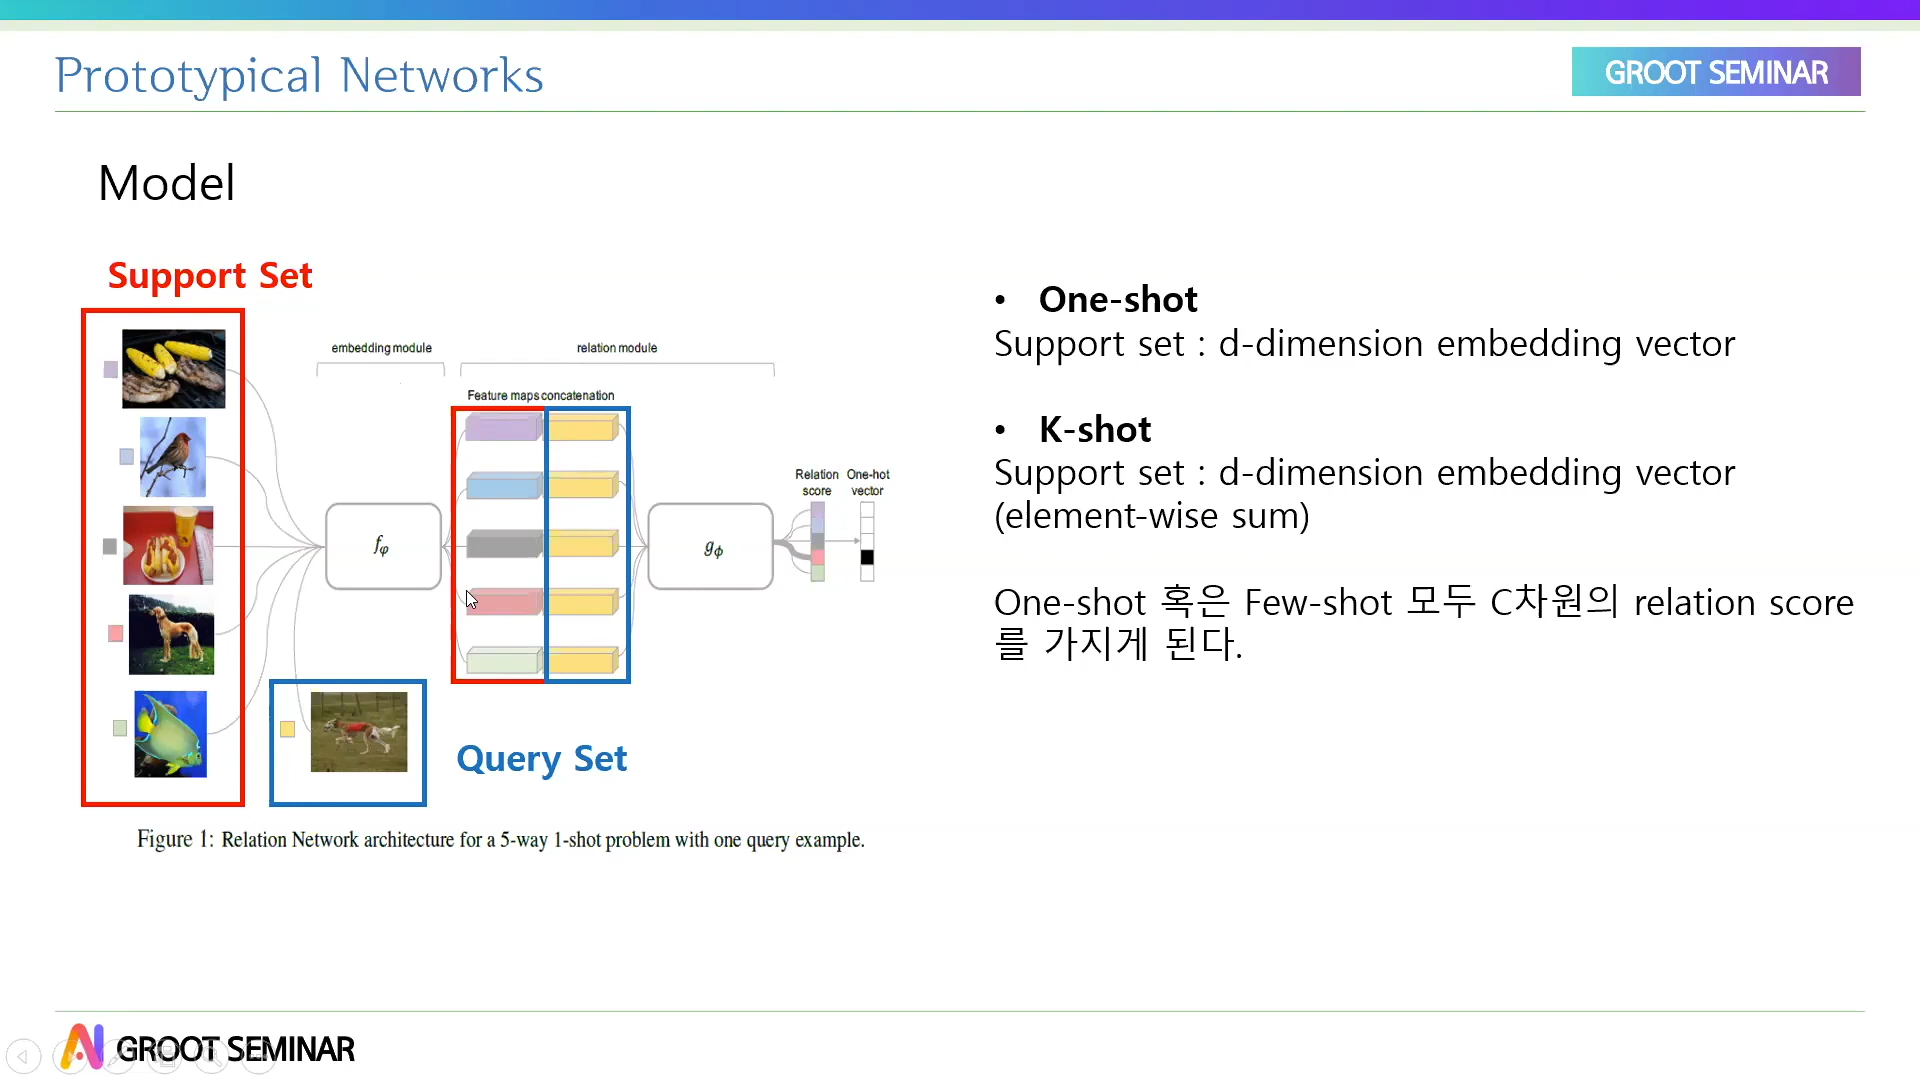 Prototypical Networks
GROOT SEMINAR
Model
Support Set
embedding module
relation module
Feature maps concatenation
Relation score
One-hot vector
fφ
gϕ
Query Set
Figure 1: Relation Network architecture for a 5-way 1-shot problem with one query example.
• One-shot
Support set : d-dimension embedding vector
• K-shot
Support set : d-dimension embedding vector
(element-wise sum)
One-shot 혹은 Few-shot 모두 C차원의 relation score
를 가지게 된다.
AI GROOT SEMINAR